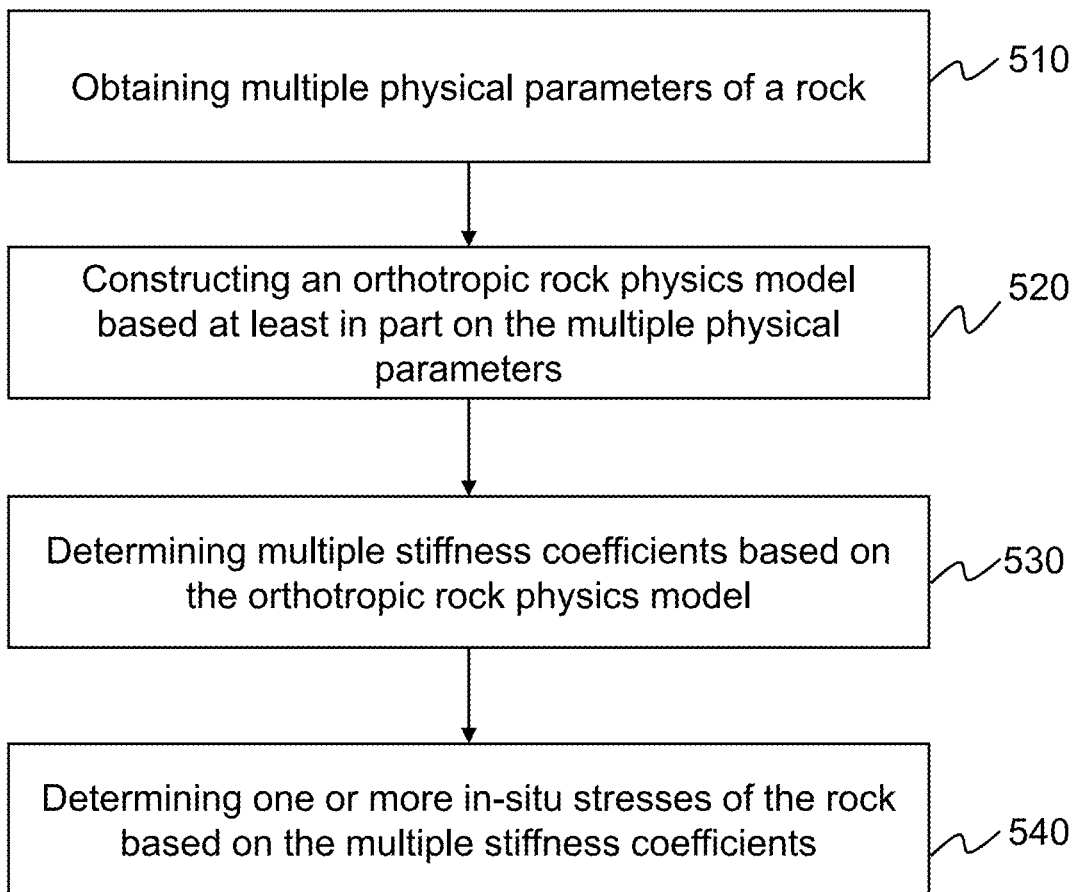 Obtaining multiple physical parameters of a rock
510
Constructing an orthotropic rock physics model
based at least in part on the multiple physical
parameters
520
Determining multiple stiffness coefficients based on
the orthotropic rock physics model
530
Determining one or more in-situ stresses of the rock
based on the multiple stiffness coefficients
540